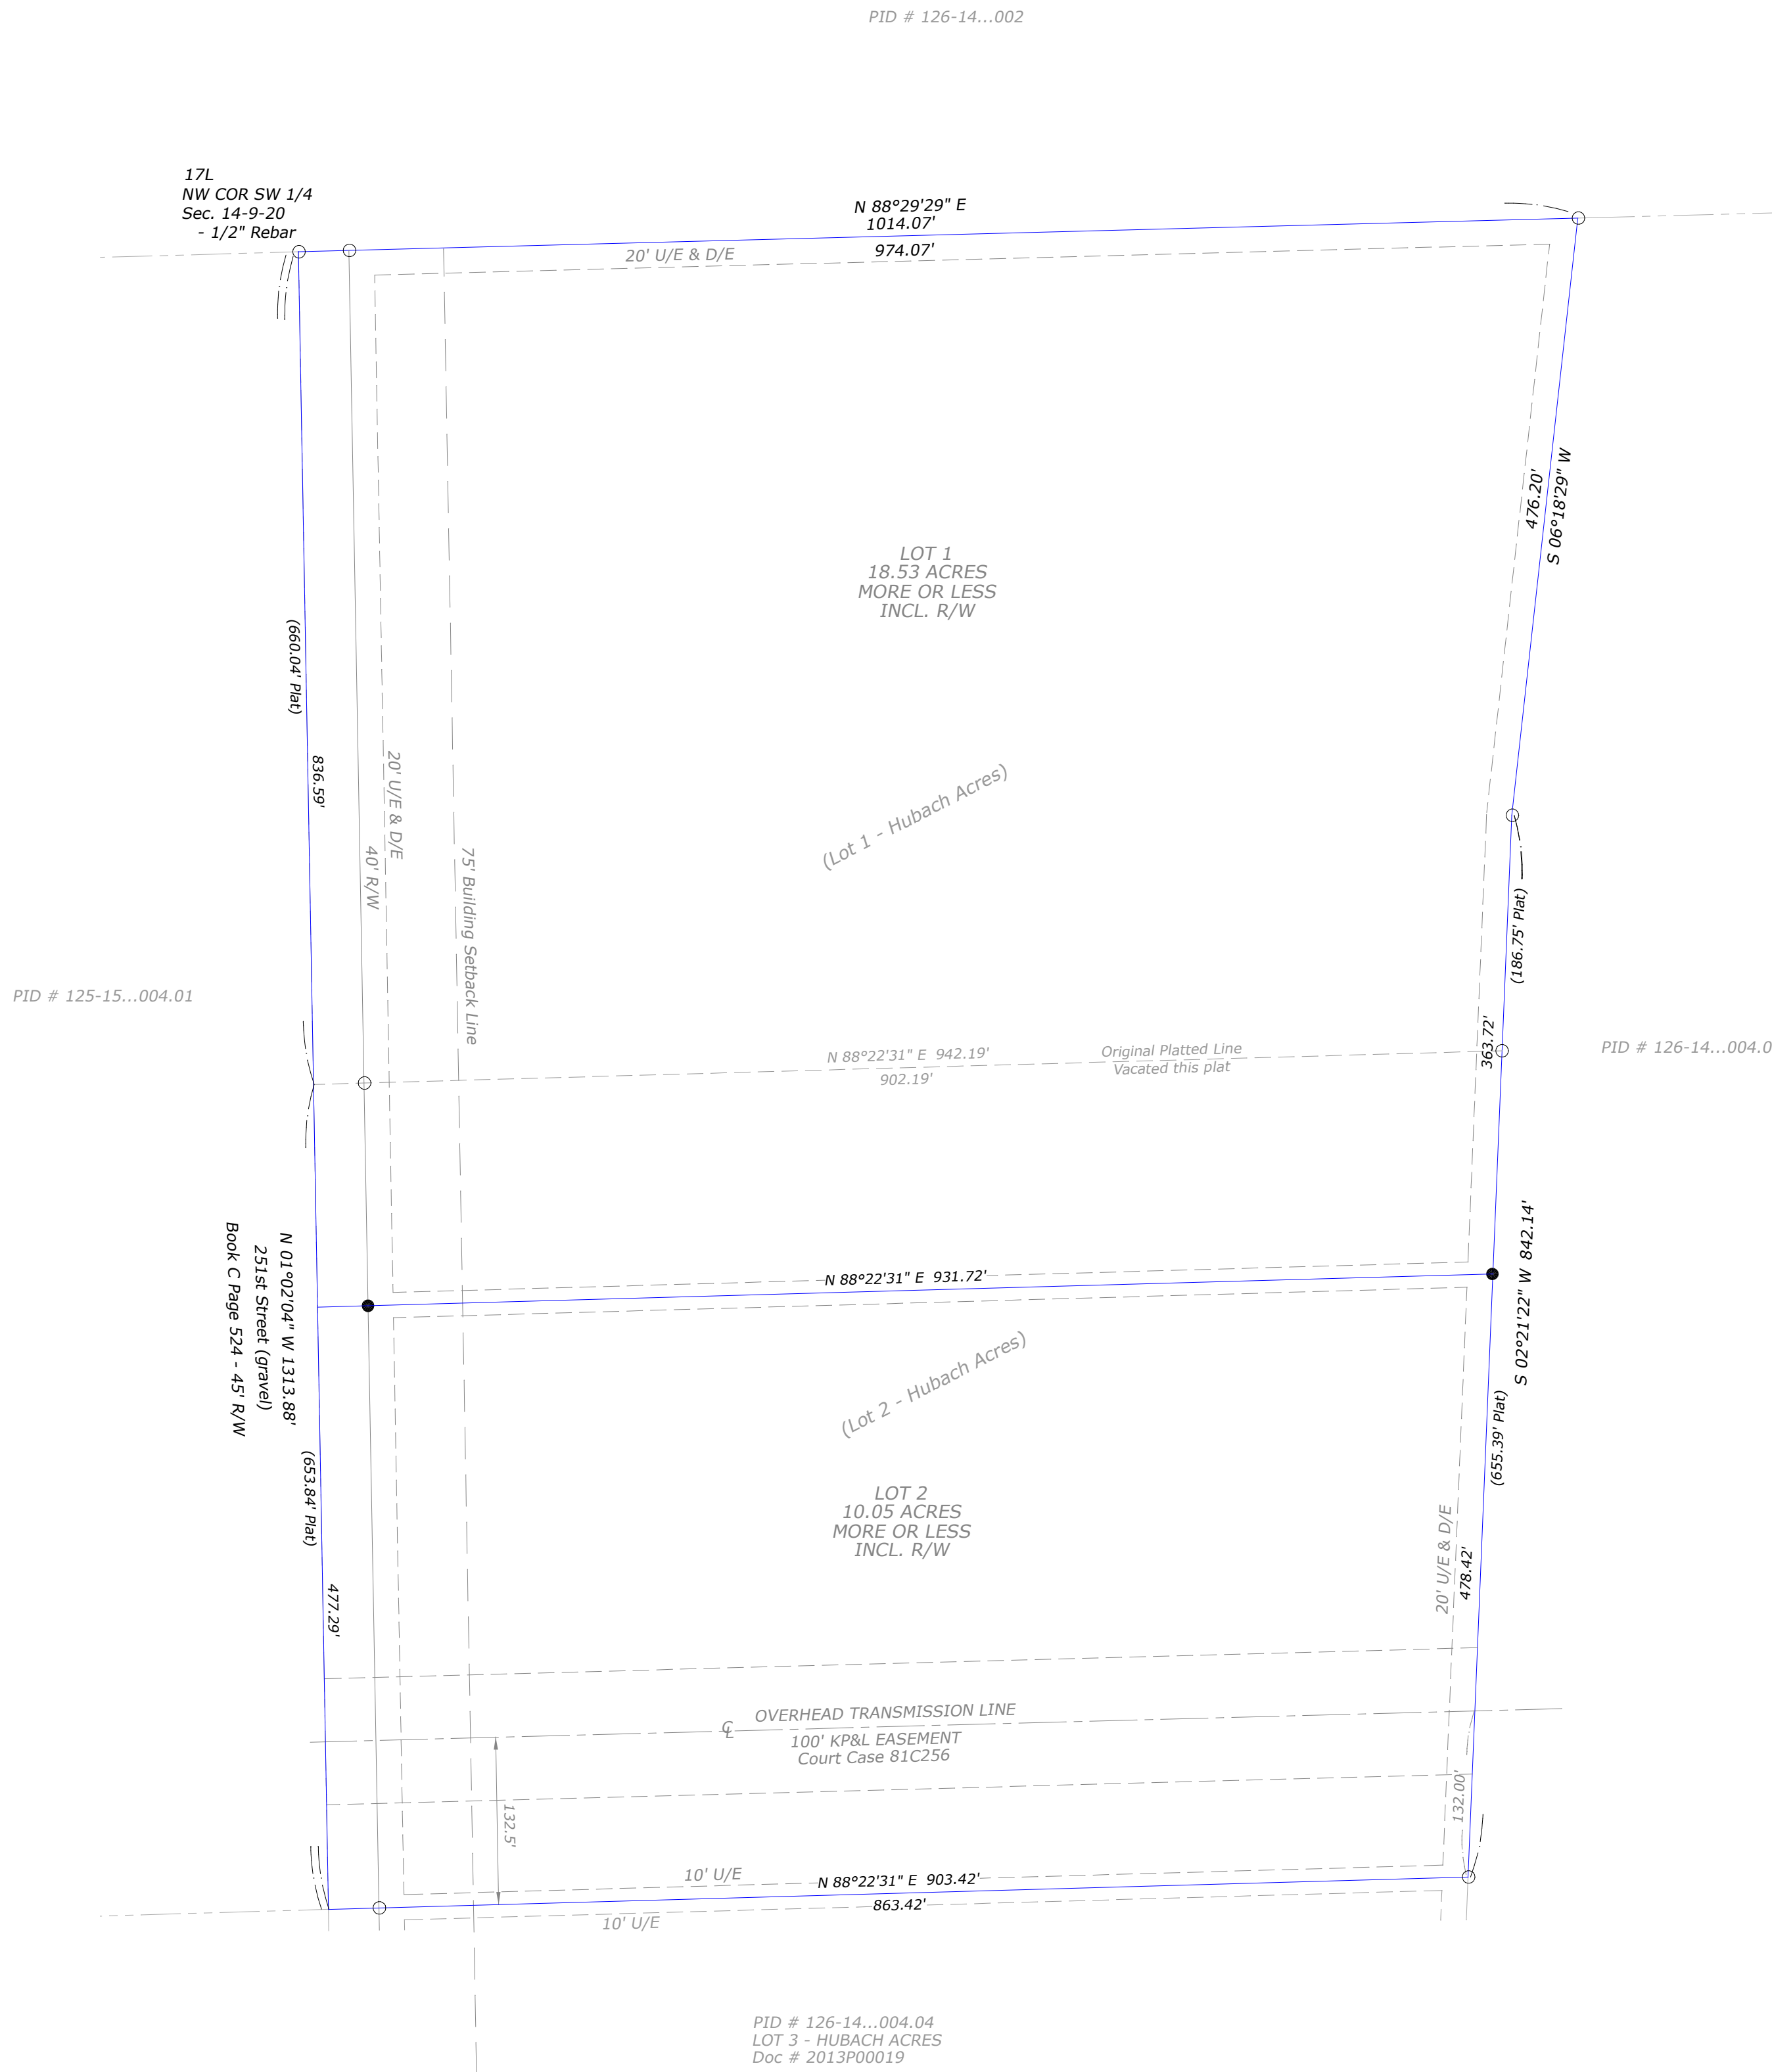 PID # 126-14...002
17L
NW COR SW 1/4
Sec. 14-9-20
- 1/2" Rebar
N 88°29'29" E
1014.07'
974.07'
20' U/E & D/E
476.20'
S 06°18'29" W
LOT 1
18.53 ACRES
MORE OR LESS
INCL. R/W
(660.04' Plat)
836.59'
20' U/E & D/E
40' R/W
75' Building Setback Line
(Lot 1 - Hubach Acres)
(186.75' Plat)
363.72'
PID # 125-15...004.01
PID # 126-14...004.0
N 88°22'31" E  942.19'
902.19'
Original Platted Line
Vacated this plat
N 88°22'31" E  931.72'
S 02°21'22" W  842.14'
N 01°02'04" W 1313.88'
251st Street (gravel)
Book C Page 524 - 45' R/W
(Lot 2 - Hubach Acres)
(655.39' Plat)
(653.84' Plat)
LOT 2
10.05 ACRES
MORE OR LESS
INCL. R/W
20' U/E & D/E
478.42'
477.29'
CL
OVERHEAD TRANSMISSION LINE
100' KP&L EASEMENT
Court Case 81C256
132.5'
132.00'
10' U/E
N 88°22'31" E  903.42'
863.42'
10' U/E
PID # 126-14...004.04
LOT 3 - HUBACH ACRES
Doc # 2013P00019